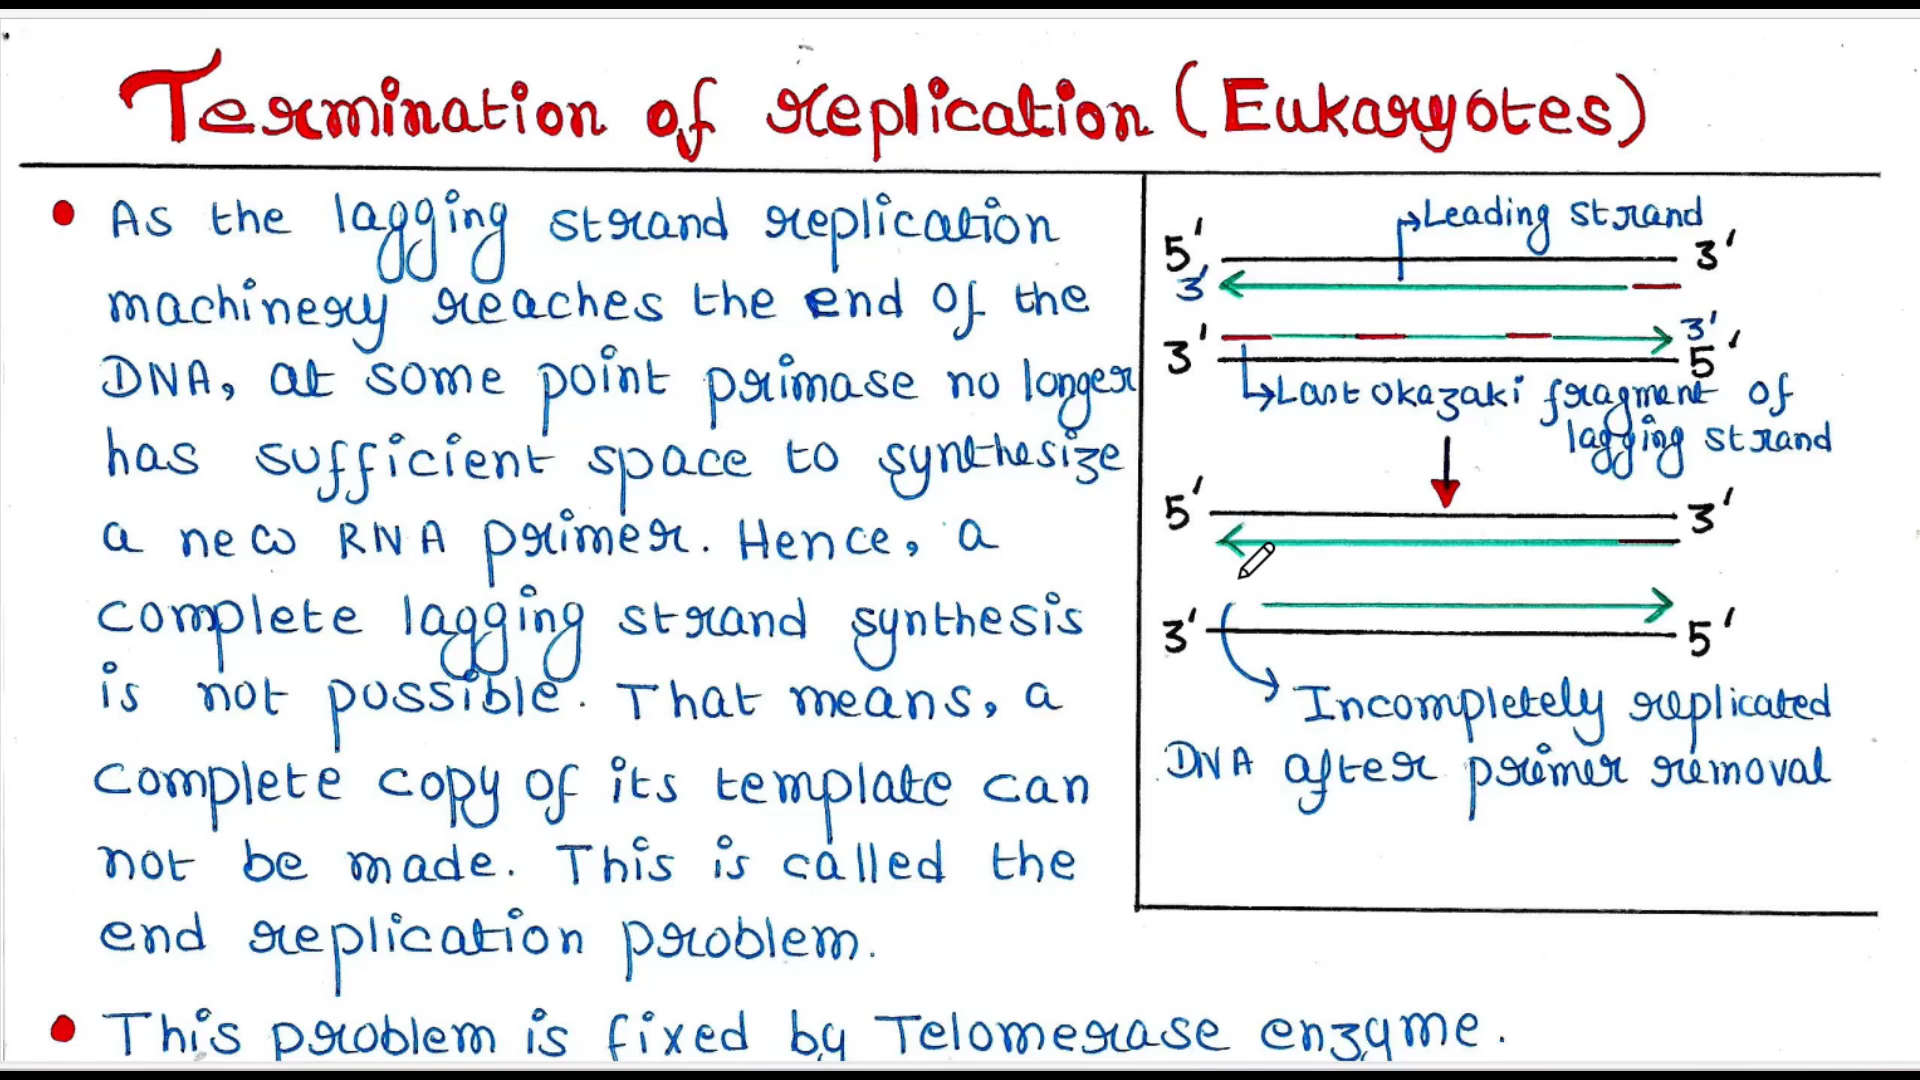 Termination of replication (Eukaryotes)
• As the lagging strand replication
machinery reaches the end of the
DNA, at some point primase no longer
has sufficient space to synthesize
a new RNA primer. Hence, a
complete lagging strand synthesis
is not possible. That means, a
complete copy of its template can
not be made. This is called the
end replication problem.
• This problem is fixed by Telomerase enzyme.
Leading strand
5' 3'
3'
3' 3'
5'
Last okazaki fragment of
lagging strand
5' 3'
3' 5'
Incompletely replicated
DNA after primer removal